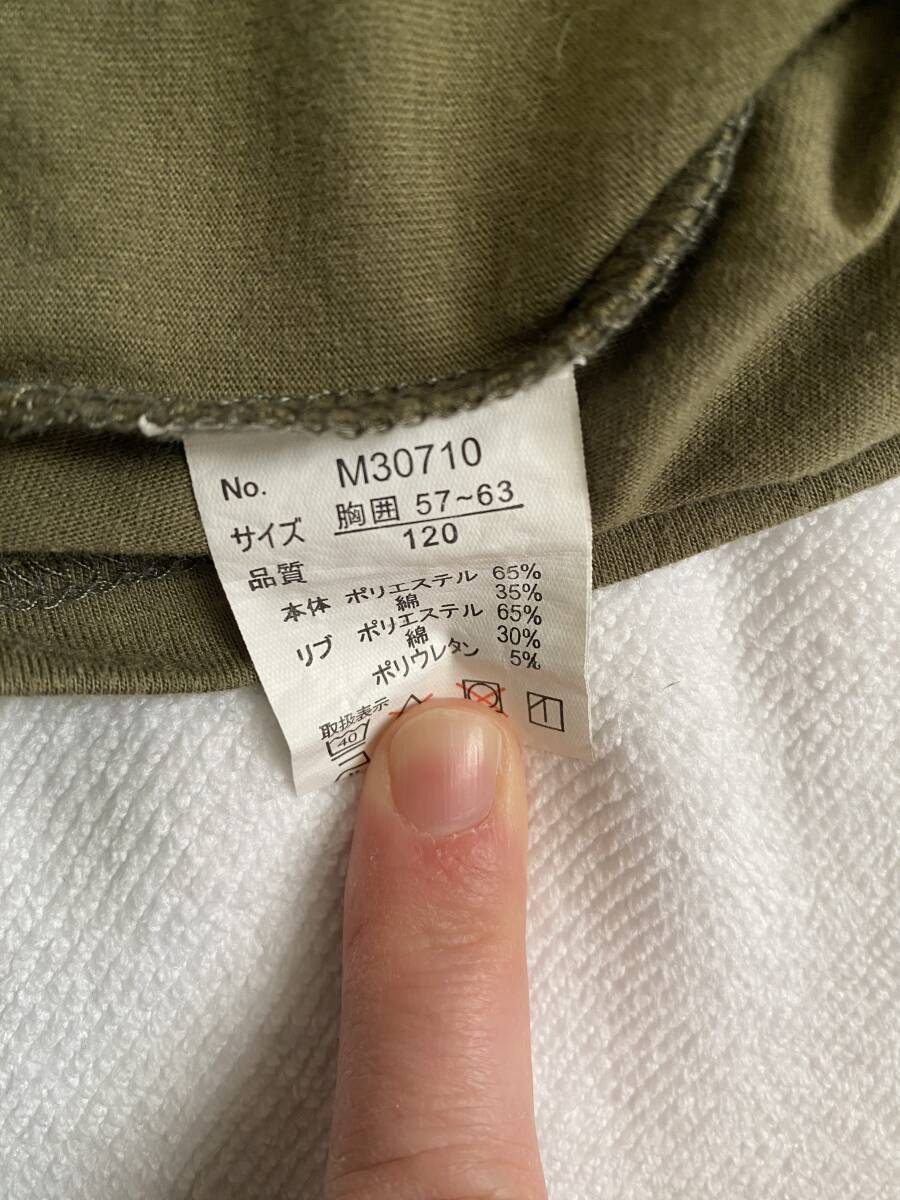 No. M30710
サイズ 胸囲 57~63
120
品質
本体 ポリエステル 65%
綿 35%
リブ ポリエステル 65%
綿 30%
ポリウレタン 5%
取扱表示
40